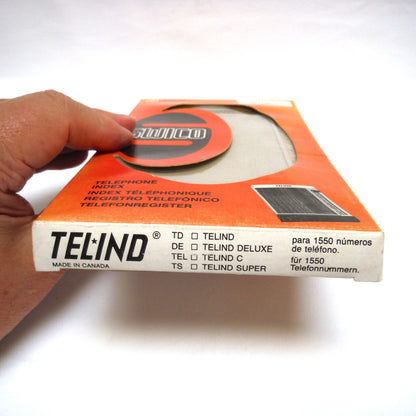 SWICO
TELEPHONE
INDEX
INDEX TÉLÉPHONIQUE
REGISTRO TELEFÓNICO
TELEFONREGISTER
TEL★IND®
MADE IN CANADA
TD □ TELIND
DE □ TELIND DELUXE
TEL □ TELIND C
TS □ TELIND SUPER
para 1550 números
de teléfono.
für 1550
Telefonnummern.